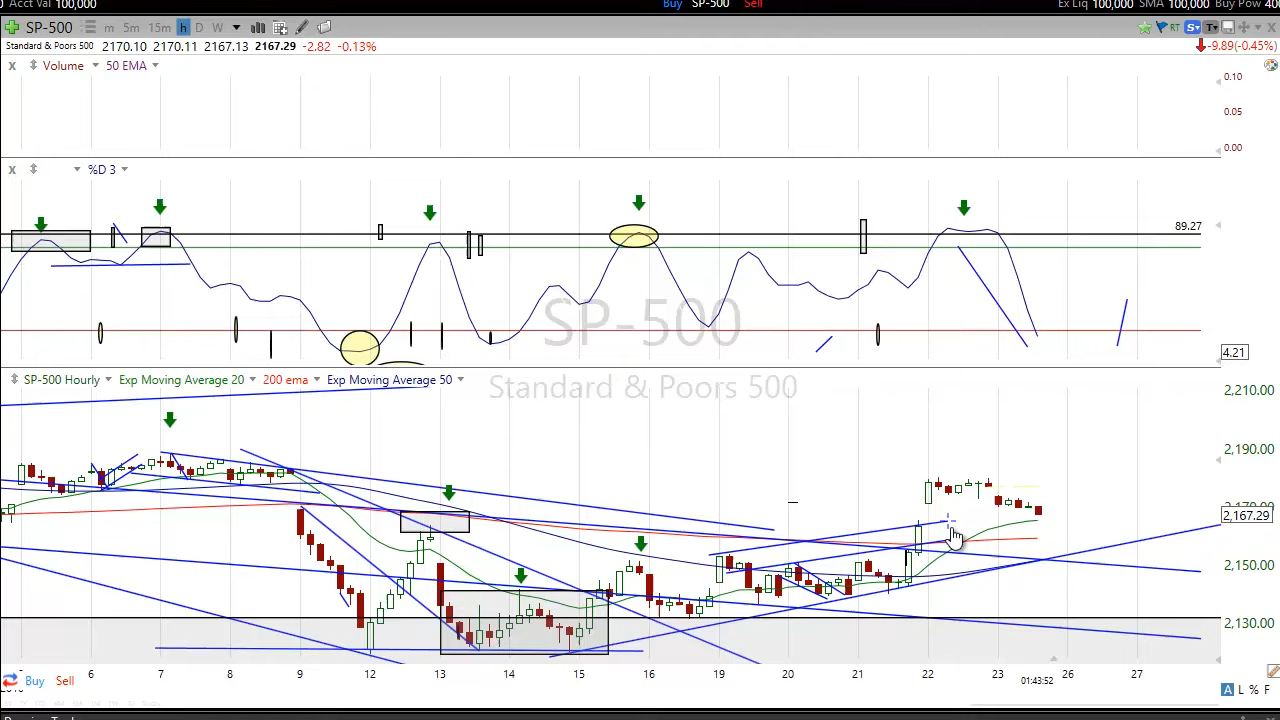 Acct Val 100,000 Buy SP-500 Sell Ex Liq 100,000 SMA 100,000 Buy Pow 400
SP-500 m 5m 15m h D W RT S T
Standard & Poors 500 2170.10 2170.11 2167.13 2167.29 -2.82 -0.13% -9.89(-0.45%)
x Volume 50 EMA
0.10
0.05
0.00
x %D 3
89.27
SP-500
4.21
SP-500 Hourly Exp Moving Average 20 200 ema Exp Moving Average 50
Standard & Poors 500
2,210.00
2,190.00
2,167.29
2,150.00
2,130.00
Buy Sell 6 7 8 9 12 13 14 15 16 19 20 21 22 23 01:43:52 26 27
A L % F